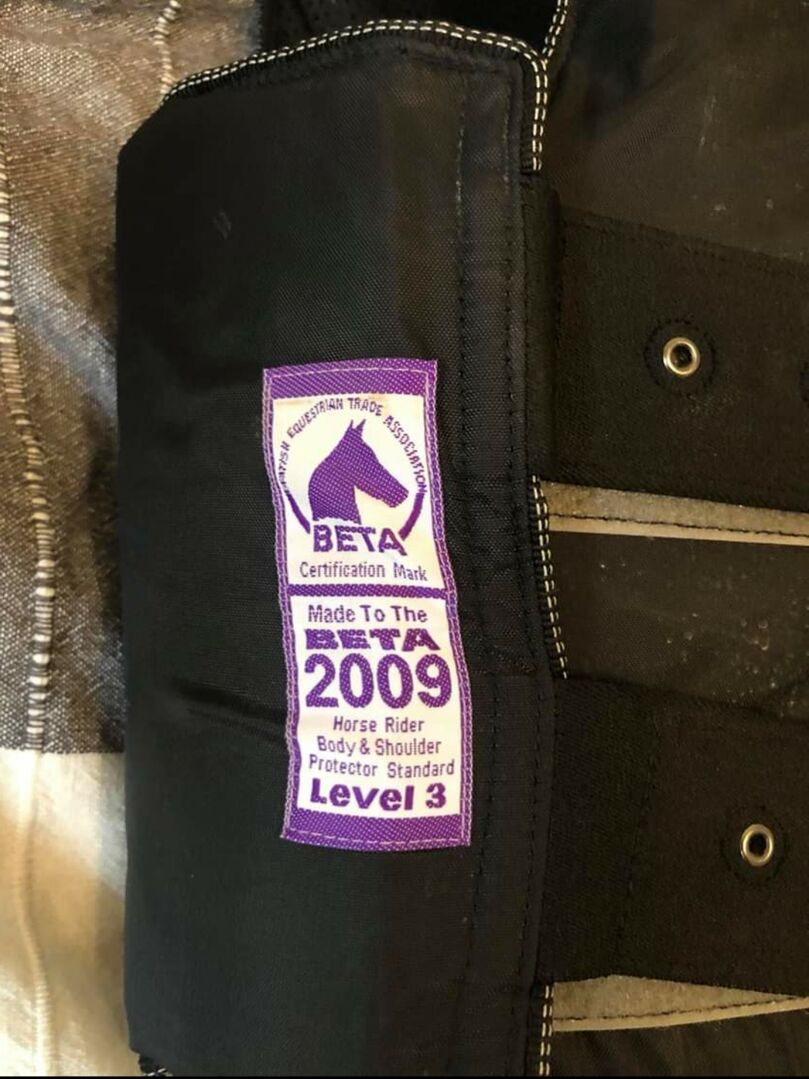 BRITISH EQUESTRIAN TRADE ASSOCIATION
BETA
Certification Mark
Made To The
BETA
2009
Horse Rider
Body & Shoulder
Protector Standard
Level 3